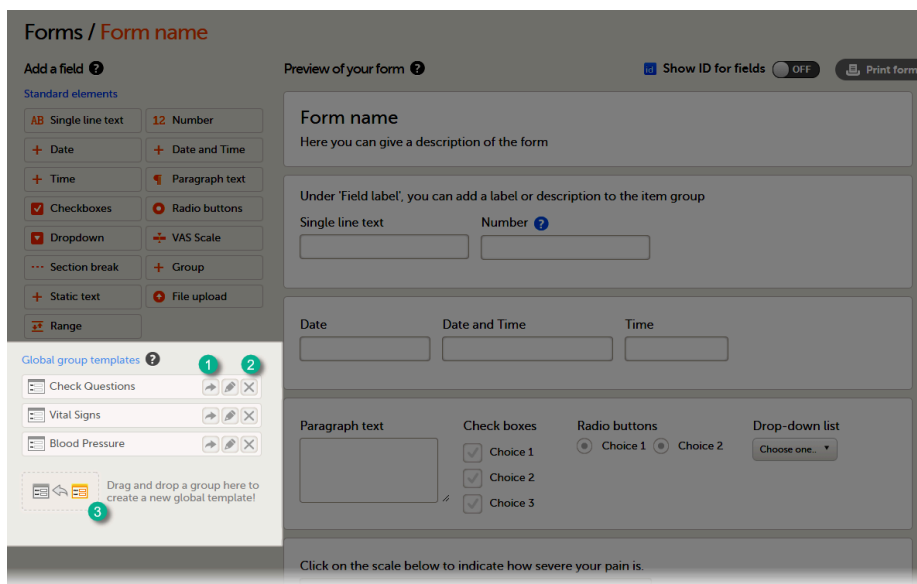 Forms / Form name
Add a field ?
Preview of your form ?
id Show ID for fields OFF
Print form
Standard elements
AB Single line text
12 Number
Date
Date and Time
Time
¶ Paragraph text
Checkboxes
Radio buttons
Dropdown
VAS Scale
Section break
Group
Static text
File upload
Range
Global group templates ?
1
2
Check Questions
Vital Signs
Blood Pressure
Drag and drop a group here to
create a new global template!
3
Form name
Here you can give a description of the form
Under 'Field label', you can add a label or description to the item group
Single line text
Number ?
Date
Date and Time
Time
Paragraph text
Check boxes
Choice 1
Choice 2
Choice 3
Radio buttons
Choice 1
Choice 2
Drop-down list
Choose one..
Click on the scale below to indicate how severe your pain is.